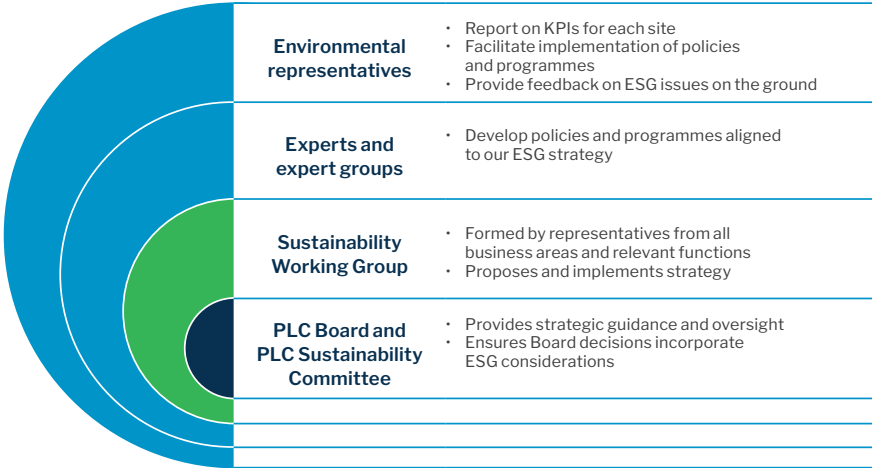 Environmental
representatives
• Report on KPIs for each site
• Facilitate implementation of policies
and programmes
• Provide feedback on ESG issues on the ground
Experts and
expert groups
• Develop policies and programmes aligned
to our ESG strategy
Sustainability
Working Group
• Formed by representatives from all
business areas and relevant functions
• Proposes and implements strategy
PLC Board and
PLC Sustainability
Committee
• Provides strategic guidance and oversight
• Ensures Board decisions incorporate
ESG considerations